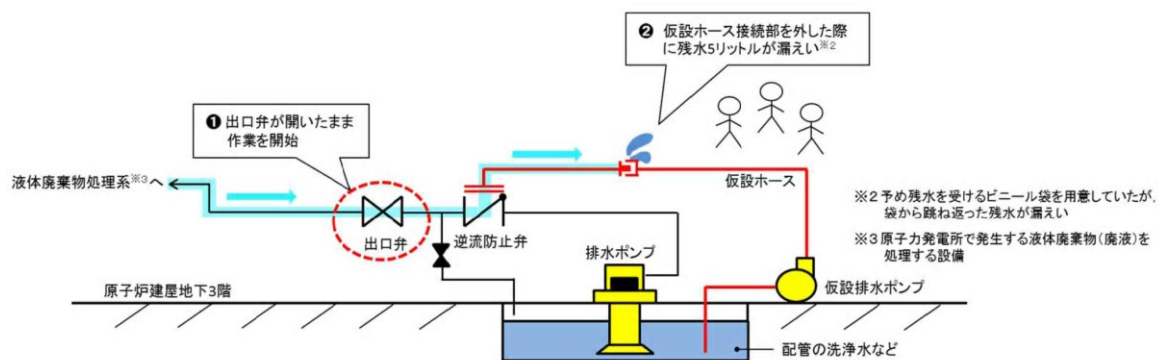 ❷ 仮設ホース接続部を外した際
に残水5リットルが漏えい※2
❶ 出口弁が開いたまま
作業を開始
液体廃棄物処理系※3へ
仮設ホース
出口弁
逆流防止弁
排水ポンプ
※2 予め残水を受けるビニール袋を用意していたが，
袋から跳ね返った残水が漏えい
※3 原子力発電所で発生する液体廃棄物（廃液）を
処理する設備
原子炉建屋地下3階
仮設排水ポンプ
配管の洗浄水など